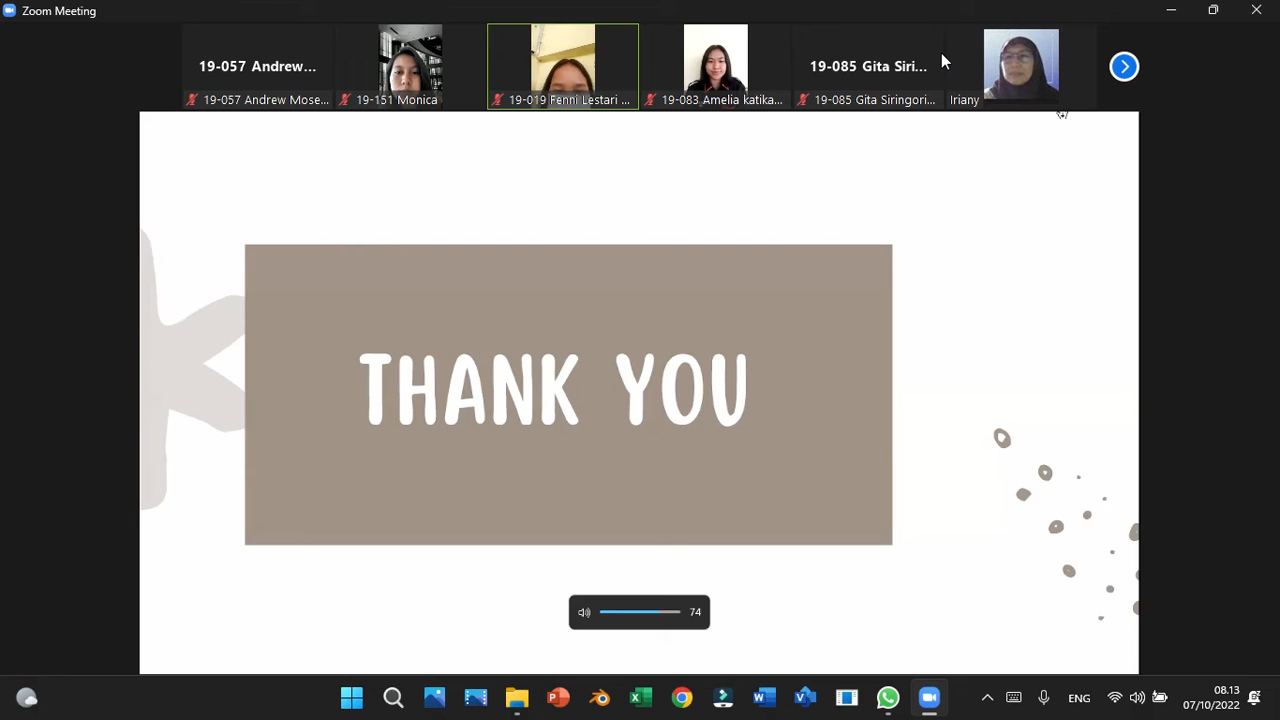 Zoom Meeting
19-057 Andrew...
19-085 Gita Siri...
19-057 Andrew Mose...
19-151 Monica
19-019 Fenni Lestari ...
19-083 Amelia katika...
19-085 Gita Siringori...
Iriany
THANK YOU
74
ENG
08.13
07/10/2022